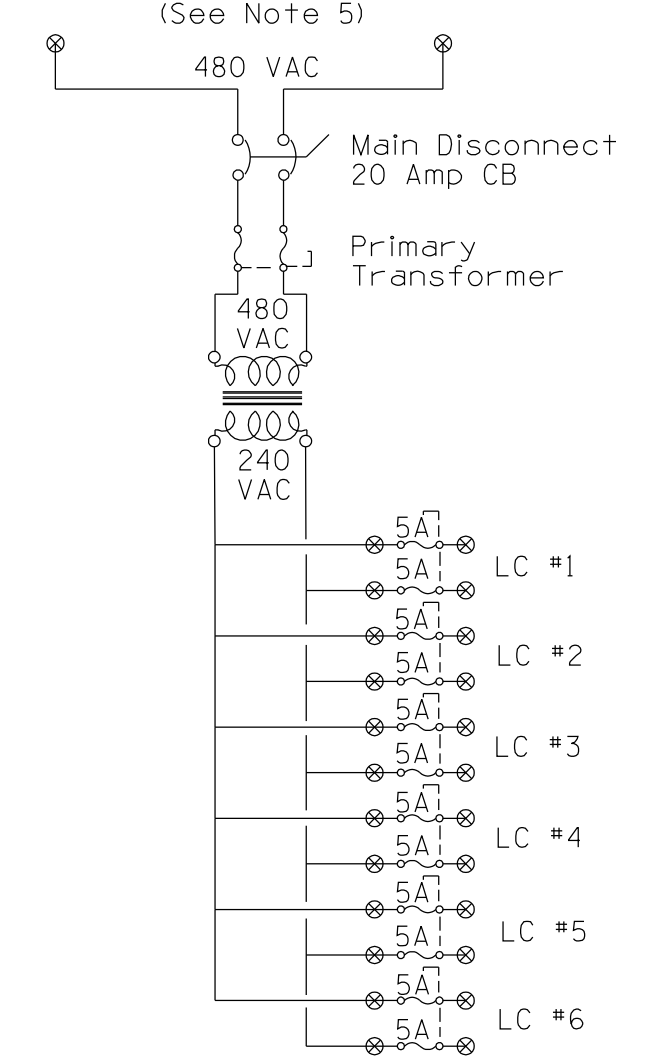 (See Note 5)
480 VAC
Main Disconnect
20 Amp CB
Primary
Transformer
480
VAC
240
VAC
5A
5A
LC #1
5A
5A
LC #2
5A
5A
LC #3
5A
5A
LC #4
5A
5A
LC #5
5A
5A
LC #6